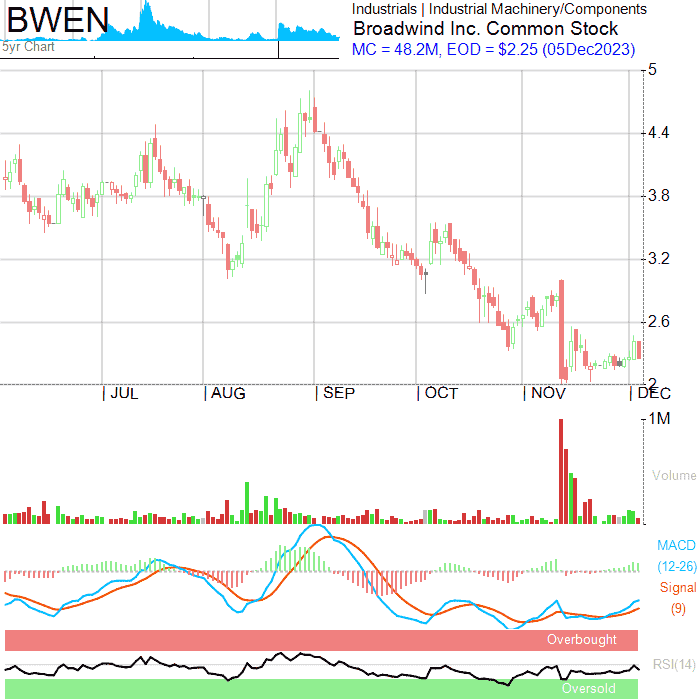 BWEN
5yr Chart
Industrials | Industrial Machinery/Components
Broadwind Inc. Common Stock
MC = 48.2M, EOD = $2.25 (05Dec2023)
5
4.4
3.8
3.2
2.6
2
JUL AUG SEP OCT NOV DEC
1M
Volume
MACD
(12-26)
Signal
(9)
Overbought
RSI(14)
Oversold